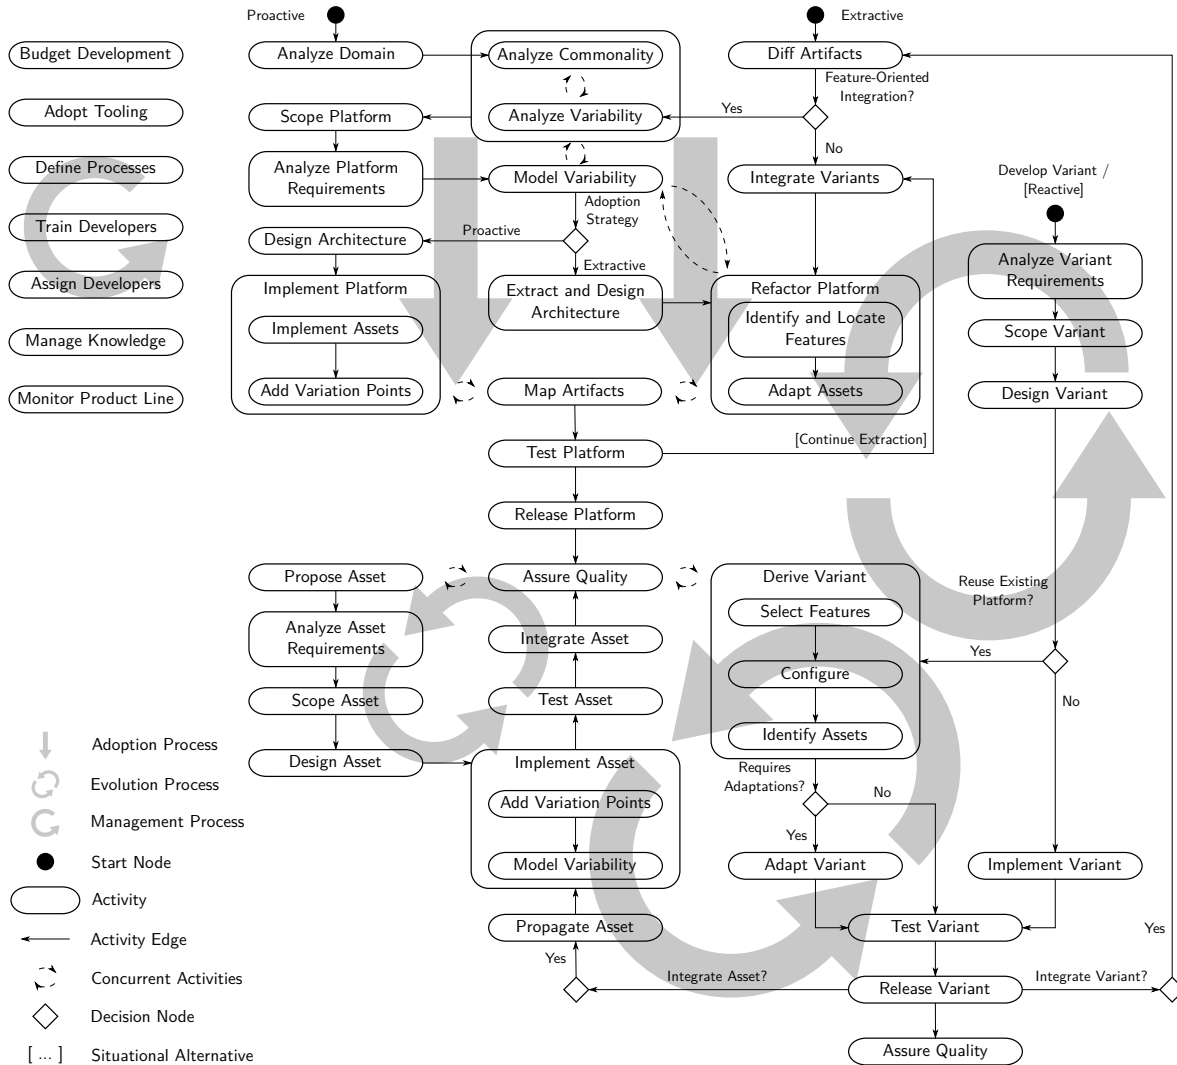 Proactive
Extractive
Budget Development
Analyze Domain
Analyze Commonality
Diff Artifacts
Feature-Oriented
Integration?
Adopt Tooling
Scope Platform
Analyze Variability
Yes
No
Define Processes
Analyze Platform
Requirements
Model Variability
Integrate Variants
Develop Variant /
[Reactive]
Adoption
Strategy
Train Developers
Design Architecture
Proactive
Extractive
Analyze Variant
Requirements
Assign Developers
Implement Platform
Extract and Design
Architecture
Refactor Platform
Implement Assets
Identify and Locate
Features
Scope Variant
Manage Knowledge
Monitor Product Line
Add Variation Points
Map Artifacts
Adapt Assets
Design Variant
Test Platform
[Continue Extraction]
Release Platform
Propose Asset
Assure Quality
Derive Variant
Reuse Existing
Platform?
Select Features
Analyze Asset
Requirements
Integrate Asset
Yes
Configure
No
Scope Asset
Test Asset
Identify Assets
Design Asset
Implement Asset
Requires
Adaptations?
No
Add Variation Points
Yes
Model Variability
Adapt Variant
Implement Variant
Propagate Asset
Test Variant
Yes
Yes
Integrate Asset?
Release Variant
Integrate Variant?
Assure Quality
Adoption Process
Evolution Process
Management Process
Start Node
Activity
Activity Edge
Concurrent Activities
Decision Node
[ ... ] Situational Alternative